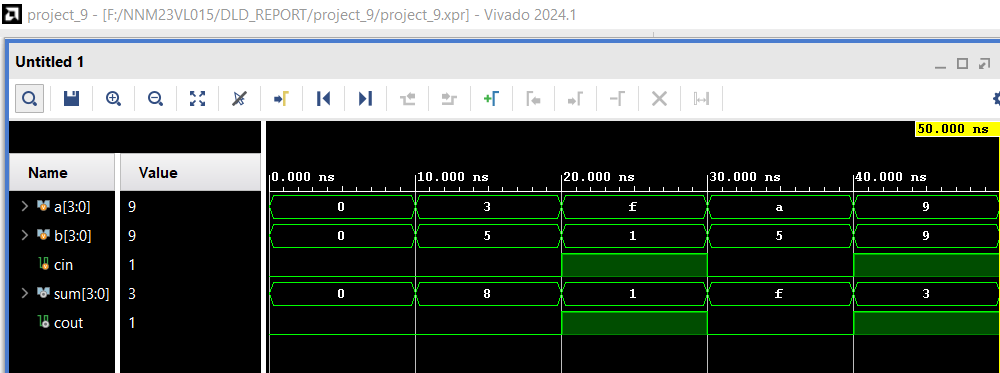 project_9 - [F:/NNM23VL015/DLD_REPORT/project_9/project_9.xpr] - Vivado 2024.1
Untitled 1
50.000 ns
Name Value
0.000 ns 10.000 ns 20.000 ns 30.000 ns 40.000 ns
a[3:0] 9 0 3 f a 9
b[3:0] 9 0 5 1 5 9
cin 1
sum[3:0] 3 0 8 1 f 3
cout 1